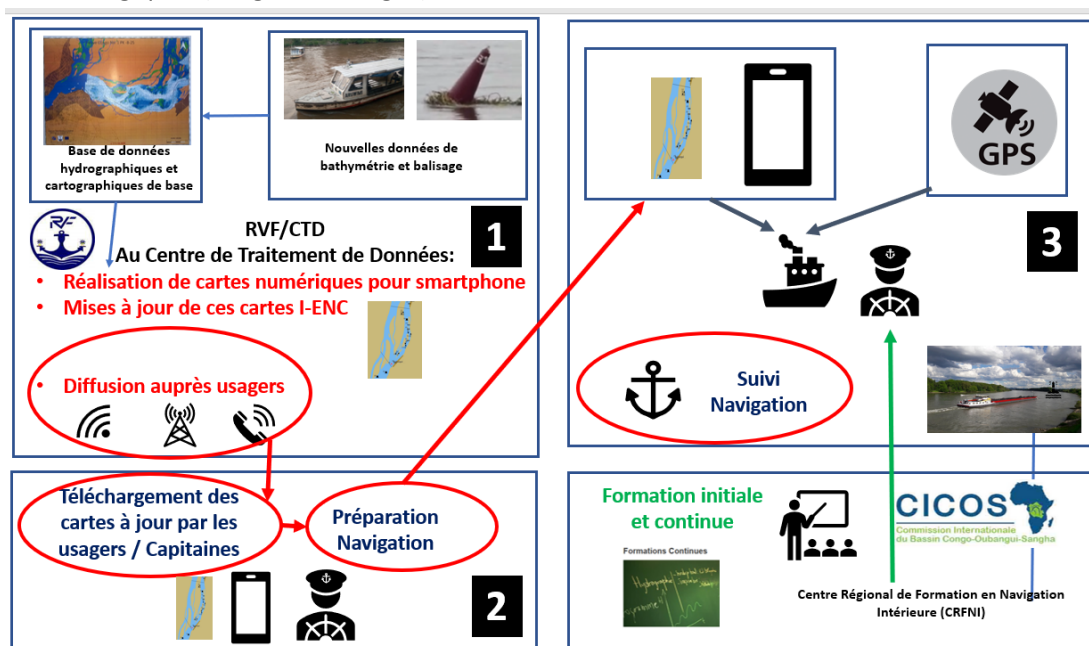 Base de données
hydrographiques et
cartographiques de base
Nouvelles données de
bathymétrie et balisage
RVF
RVF/CTD
Au Centre de Traitement de Données:
• Réalisation de cartes numériques pour smartphone
• Mises à jour de ces cartes I-ENC
1
• Diffusion auprès usagers
Téléchargement des
cartes à jour par les
usagers / Capitaines
Préparation
Navigation
2
GPS
3
Suivi
Navigation
Formation initiale
et continue
Formations Continues
CICOS
Commission Internationale
du Bassin Congo-Oubangui-Sangha
Centre Régional de Formation en Navigation
Intérieure (CRFNI)